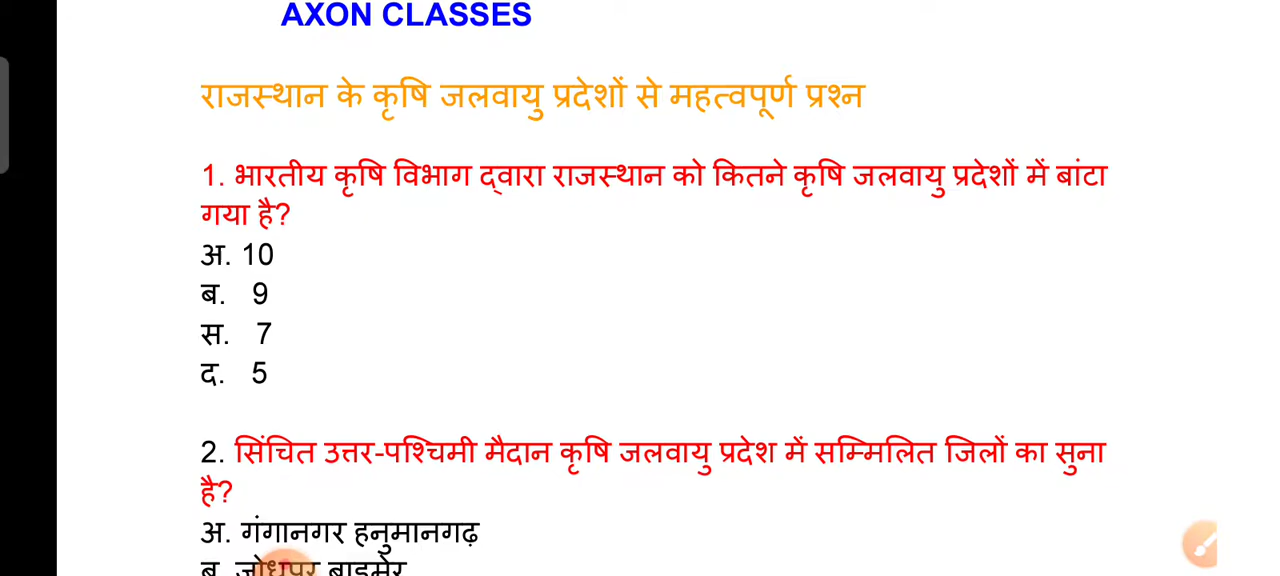 AXON CLASSES
राजस्थान के कृषि जलवायु प्रदेशों से महत्वपूर्ण प्रश्न
1. भारतीय कृषि विभाग द्वारा राजस्थान को कितने कृषि जलवायु प्रदेशों में बांटा
गया है?
अ. 10
ब. 9
स. 7
द. 5
2. सिंचित उत्तर-पश्चिमी मैदान कृषि जलवायु प्रदेश में सम्मिलित जिलों का सुना
है?
अ. गंगानगर हनुमानगढ़
ब. जोधपुर बाड़मेर